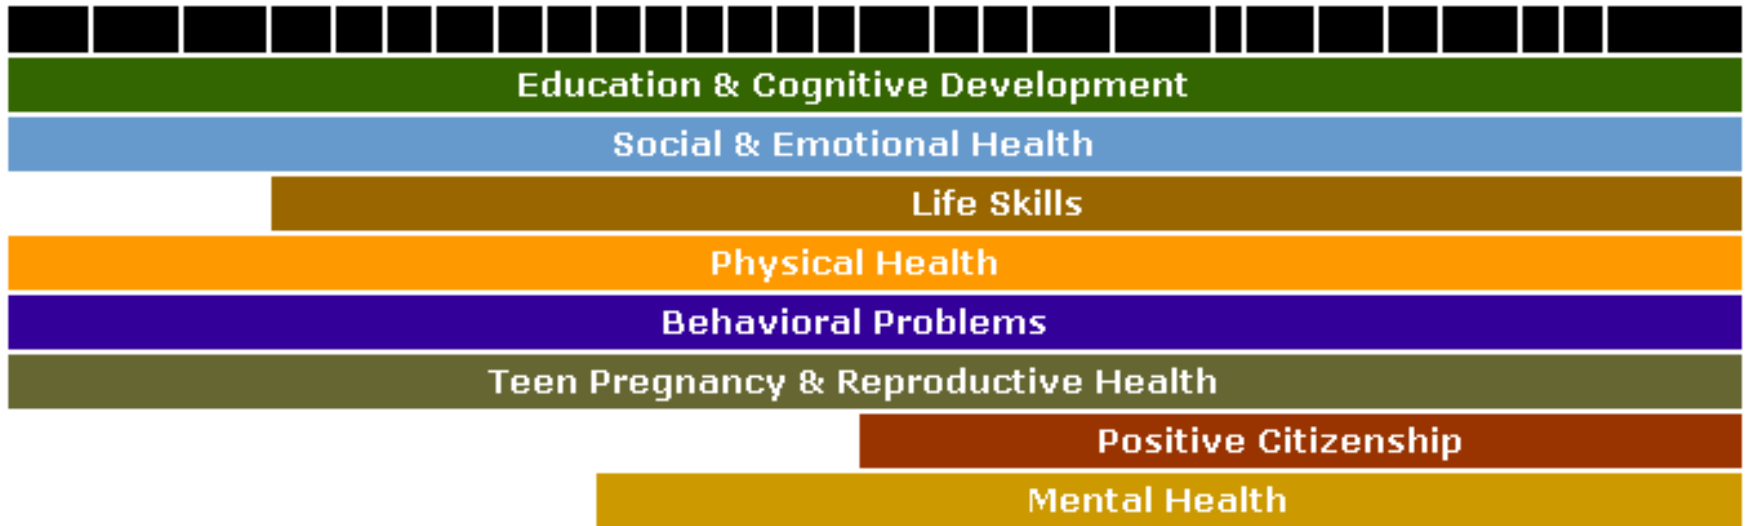 Education & Cognitive Development
Social & Emotional Health
Life Skills
Physical Health
Behavioral Problems
Teen Pregnancy & Reproductive Health
Positive Citizenship
Mental Health